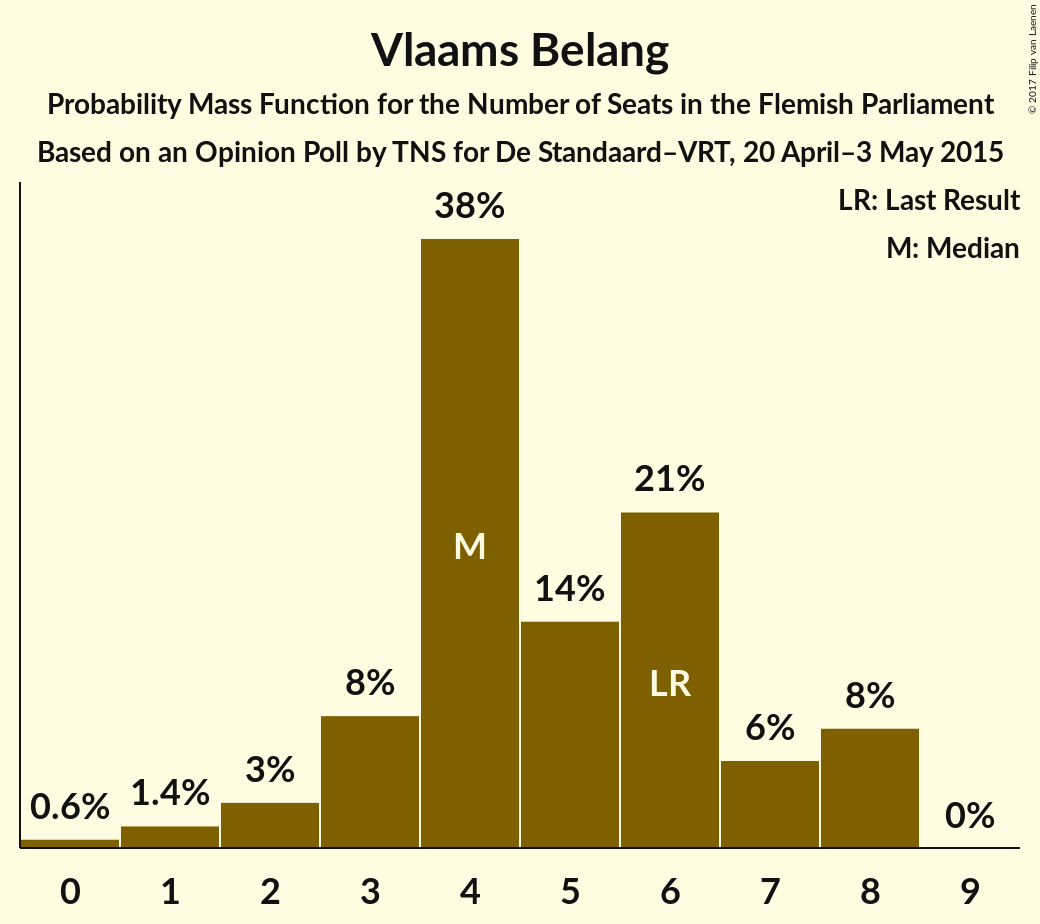 Vlaams Belang
Probability Mass Function for the Number of Seats in the Flemish Parliament
Based on an Opinion Poll by TNS for De Standaard–VRT, 20 April–3 May 2015
© 2017 Filip van Laenen
LR: Last Result
M: Median
38%
21%
14%
8%
6%
8%
3%
1.4%
0.6%
0%
M
LR
0 1 2 3 4 5 6 7 8 9